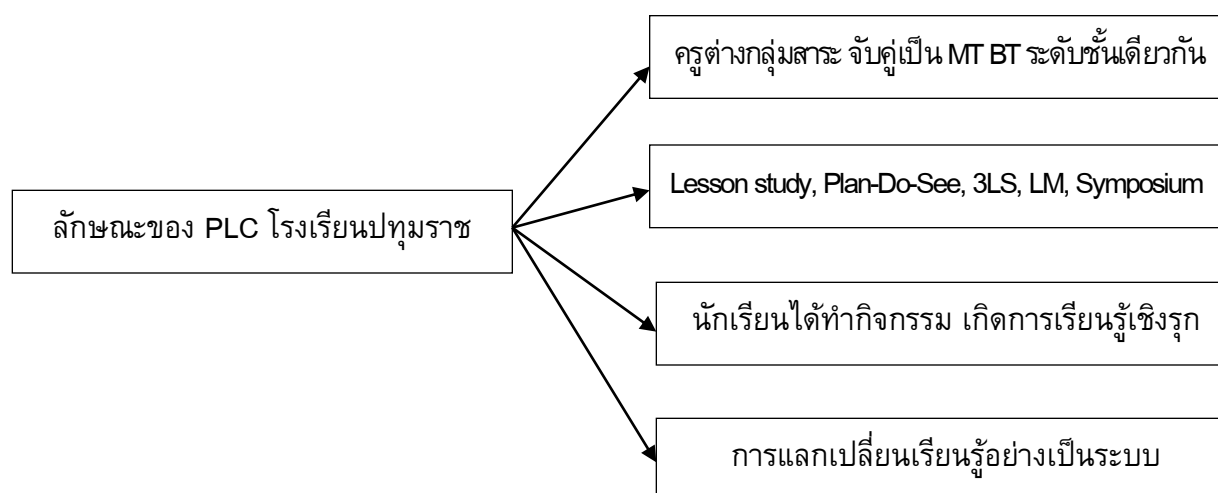 ครูต่างกลุ่มสาระ จับคู่เป็น MT BT ระดับชั้นเดียวกัน
Lesson study, Plan-Do-See, 3LS, LM, Symposium
ลักษณะของ PLC โรงเรียนปทุมราช
นักเรียนได้ทำกิจกรรม เกิดการเรียนรู้เชิงรุก
การแลกเปลี่ยนเรียนรู้อย่างเป็นระบบ